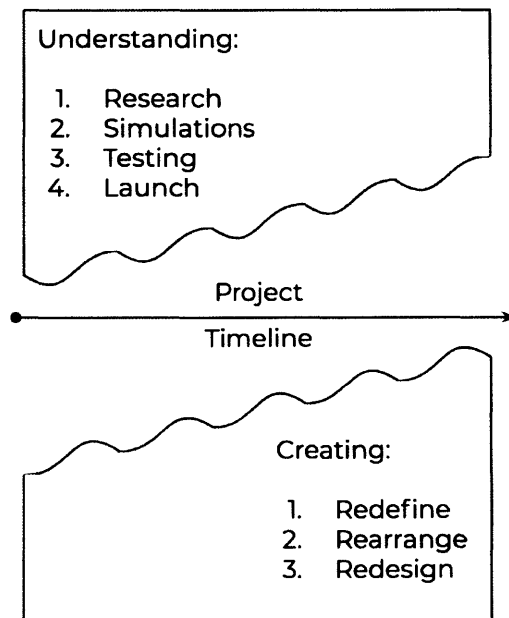 Understanding:
1. Research
2. Simulations
3. Testing
4. Launch
Project
Timeline
Creating:
1. Redefine
2. Rearrange
3. Redesign